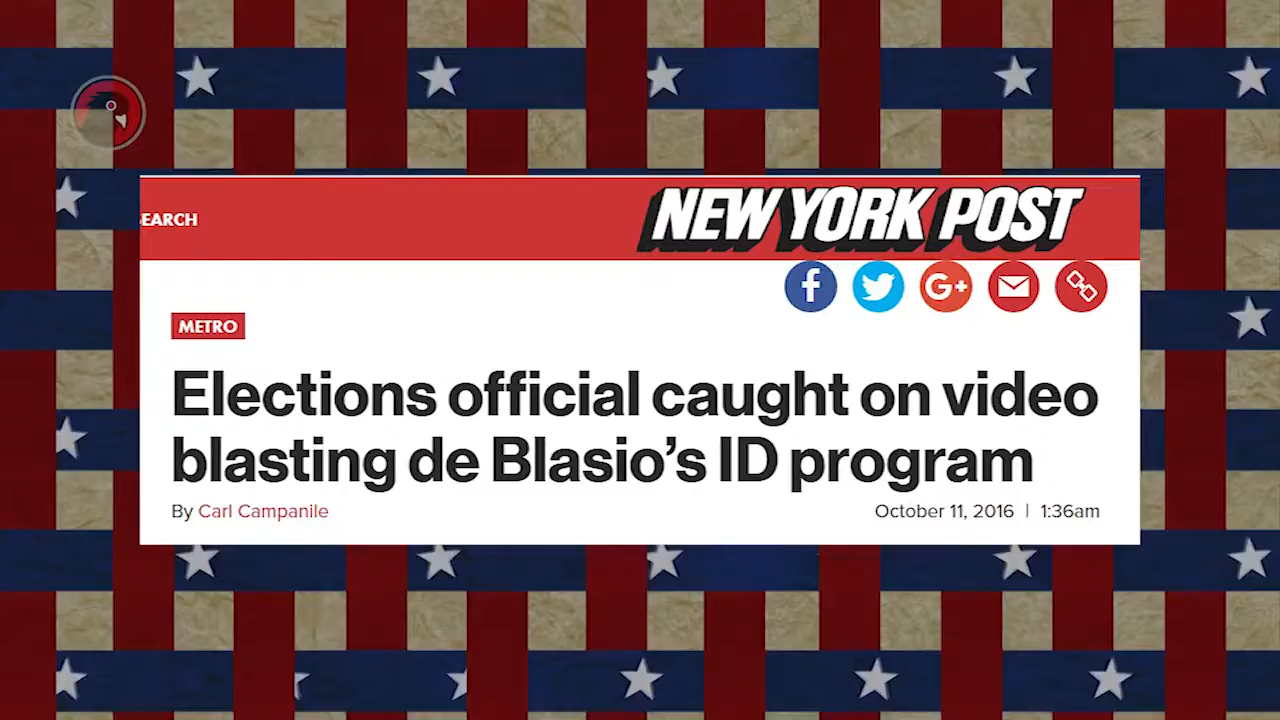 EARCH
NEW YORK POST
METRO
Elections official caught on video
blasting de Blasio's ID program
By Carl Campanile
October 11, 2016 | 1:36am